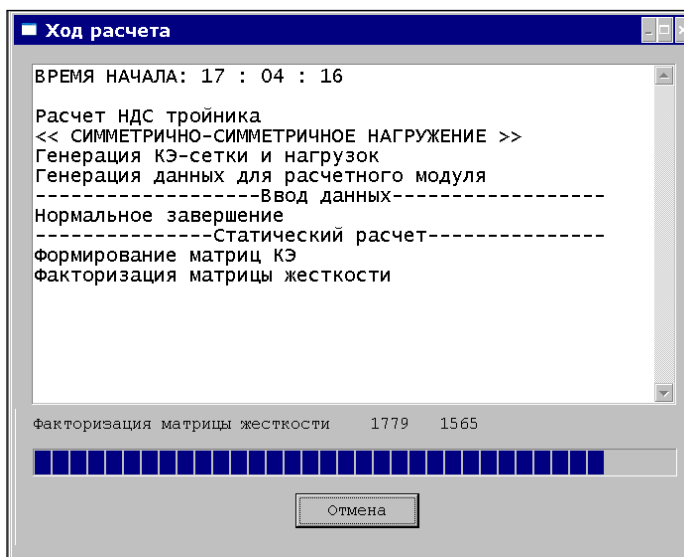 Ход расчета
ВРЕМЯ НАЧАЛА: 17 : 04 : 16
Расчет НДС тройника
<< СИММЕТРИЧНО-СИММЕТРИЧНОЕ НАГРУЖЕНИЕ >>
Генерация КЭ-сетки и нагрузок
Генерация данных для расчетного модуля
-------------------Ввод данных------------------
Нормальное завершение
---------------Статический расчет---------------
Формирование матриц КЭ
Факторизация матрицы жесткости
Факторизация матрицы жесткости 1779 1565
Отмена